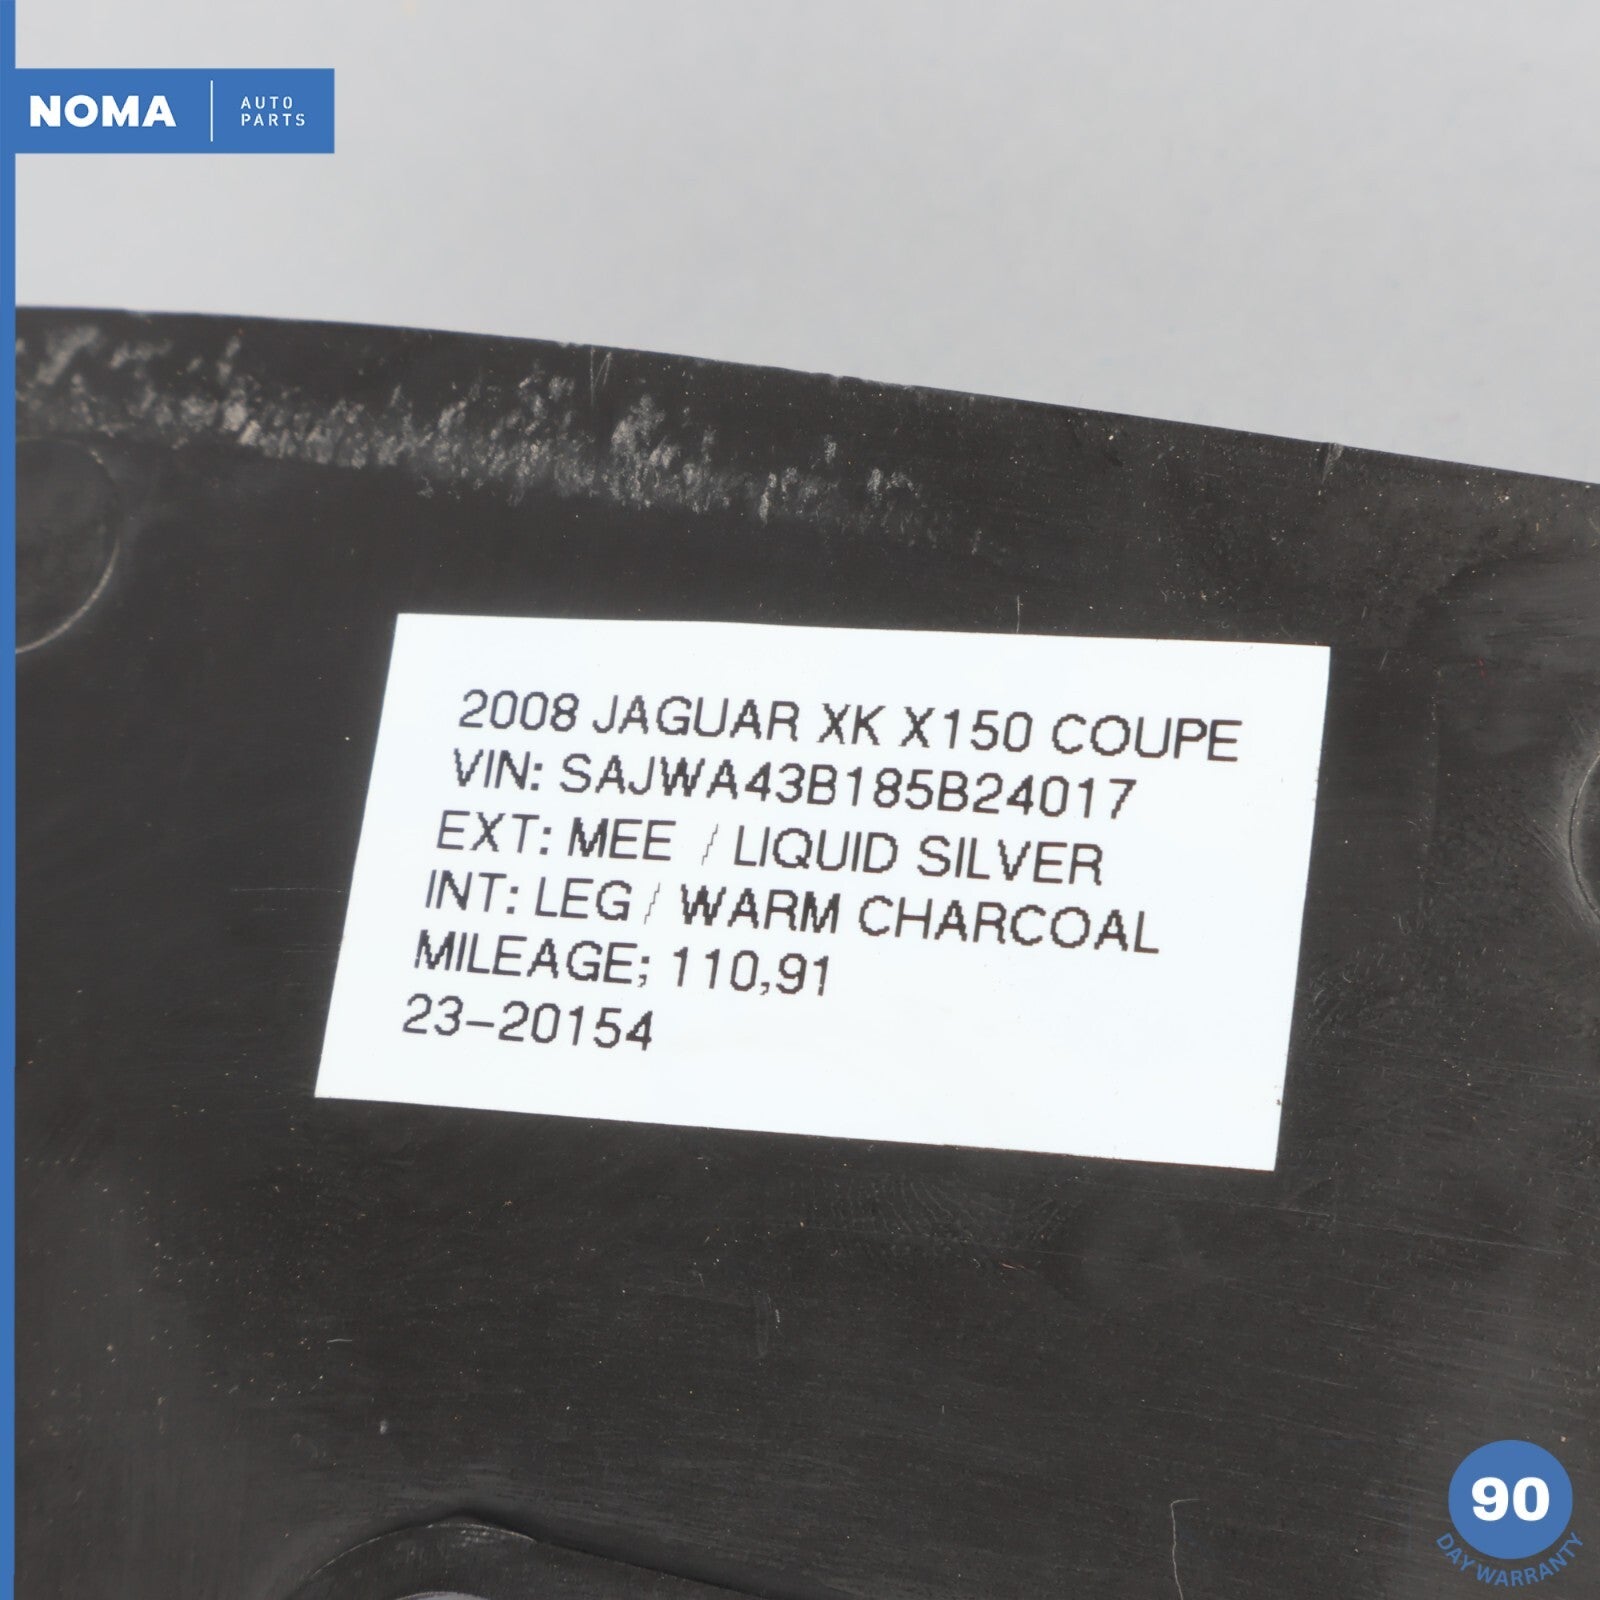 NOMA
AUTO
PARTS
2008 JAGUAR XK X150 COUPE
VIN: SAJWA43B185B24017
EXT: MEE / LIQUID SILVER
INT: LEG / WARM CHARCOAL
MILEAGE; 110,91
23-20154
90
DAY WARRANTY